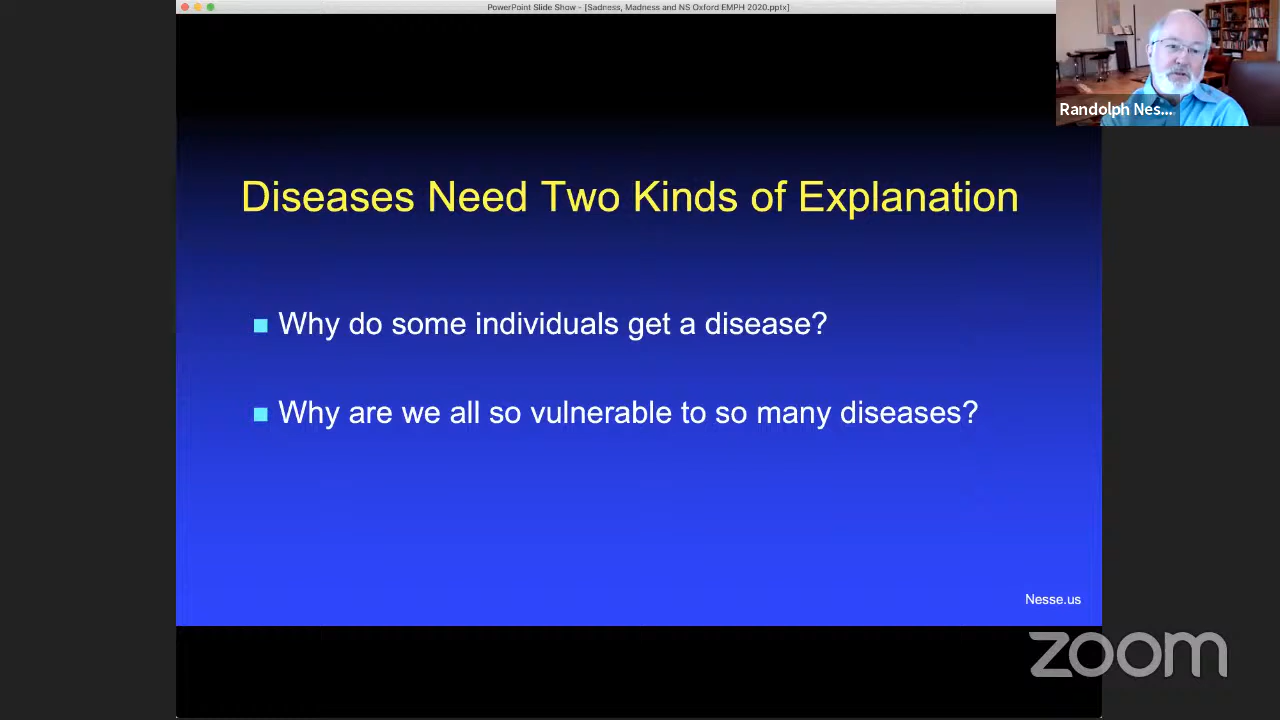 PowerPoint Slide Show - [Sadness, Madness and NS Oxford EMPH 2020.pptx]
Randolph Nes...
Diseases Need Two Kinds of Explanation
Why do some individuals get a disease?
Why are we all so vulnerable to so many diseases?
Nesse.us
zoom